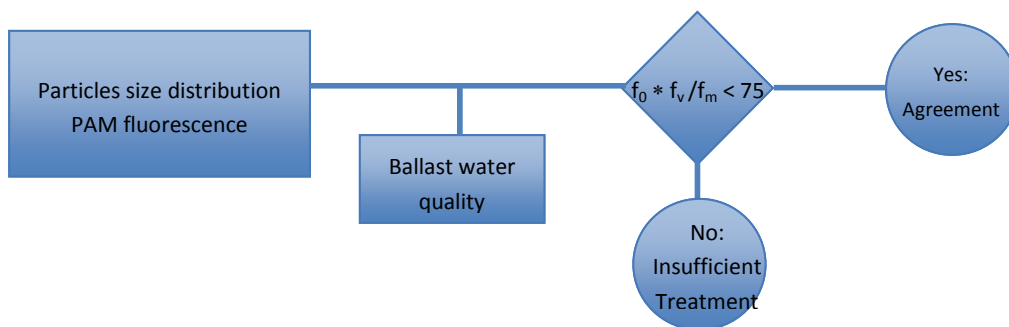 Particles size distribution
PAM fluorescence
Ballast water
quality
f₀ * fᵥ /fₘ < 75
Yes:
Agreement
No:
Insufficient
Treatment